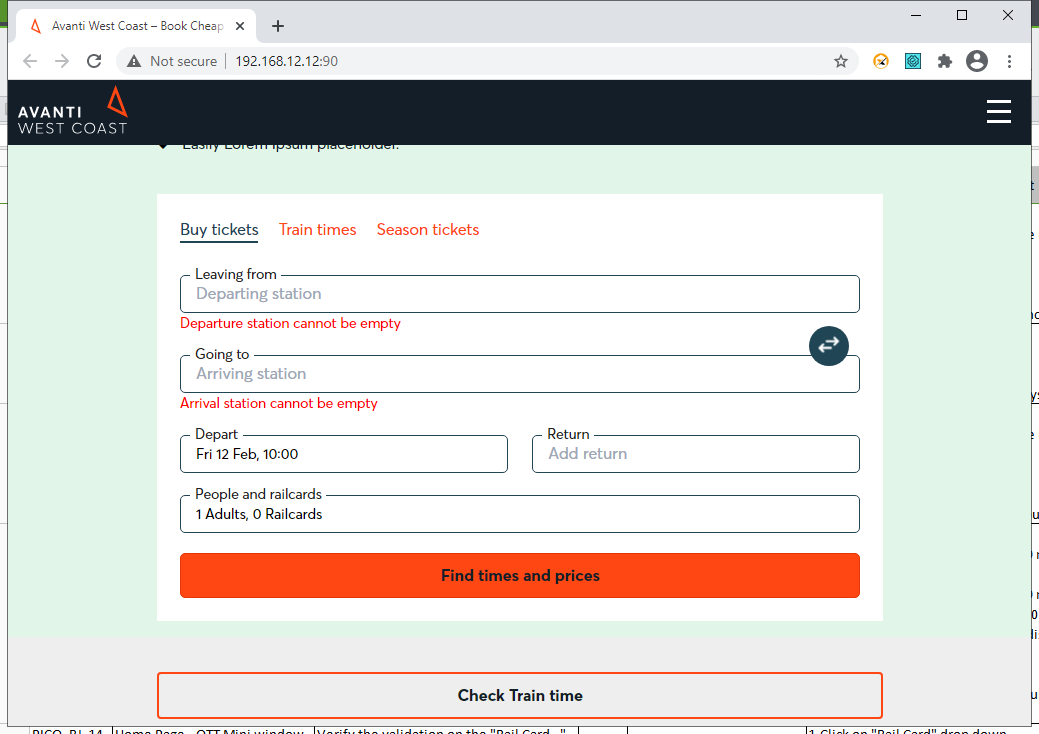 Avanti West Coast – Book Cheap
Not secure
192.168.12.12:90
AVANTI
WEST COAST
Easily Lorem Ipsum placeholder.
Buy tickets Train times Season tickets
Leaving from
Departing station
Departure station cannot be empty
Going to
Arriving station
Arrival station cannot be empty
Depart Return
Fri 12 Feb, 10:00 Add return
People and railcards
1 Adults, 0 Railcards
Find times and prices
Check Train time
Home Page - OTT Mini window Verify the validation on the "Rail Card 1 Click on "Rail Card" drop down